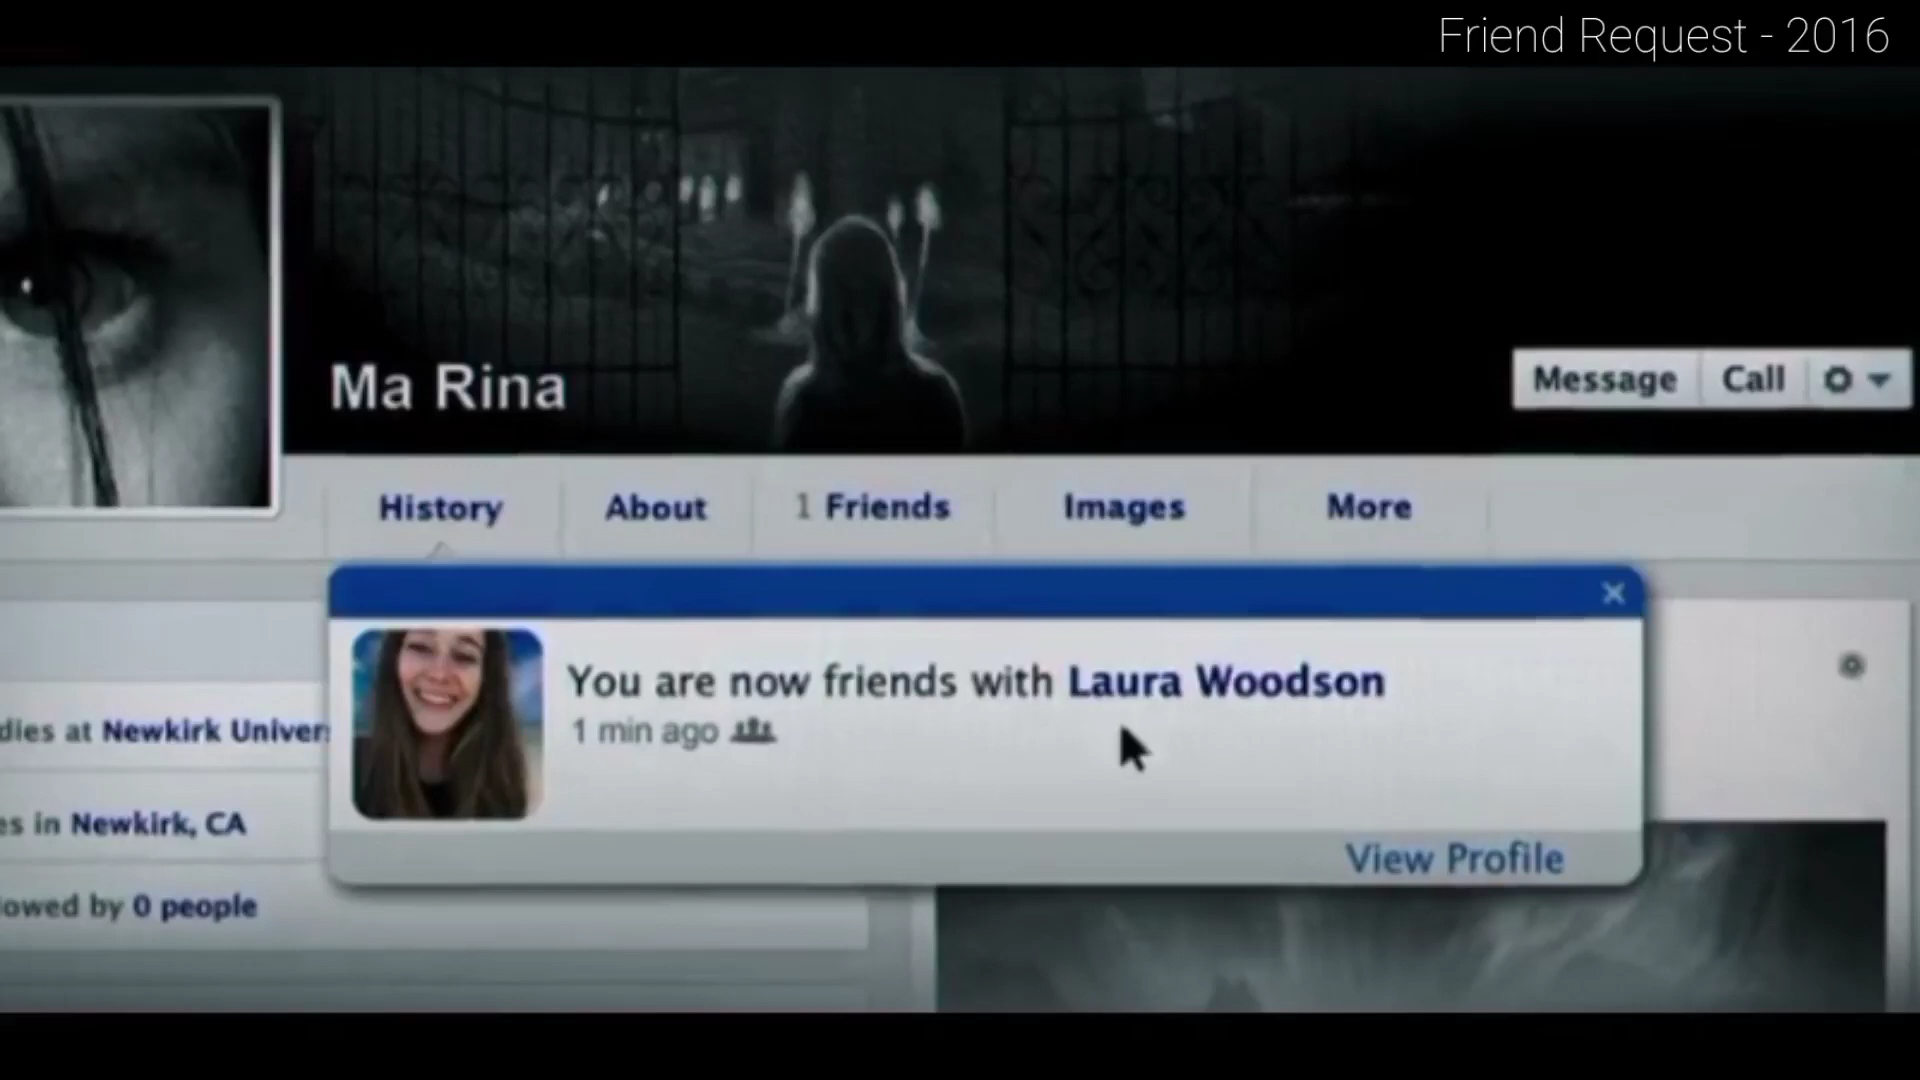 Friend Request - 2016
Ma Rina
Message Call
History About 1 Friends Images More
You are now friends with Laura Woodson
1 min ago
dies at Newkirk Univer
es in Newkirk, CA
View Profile
lowed by 0 people